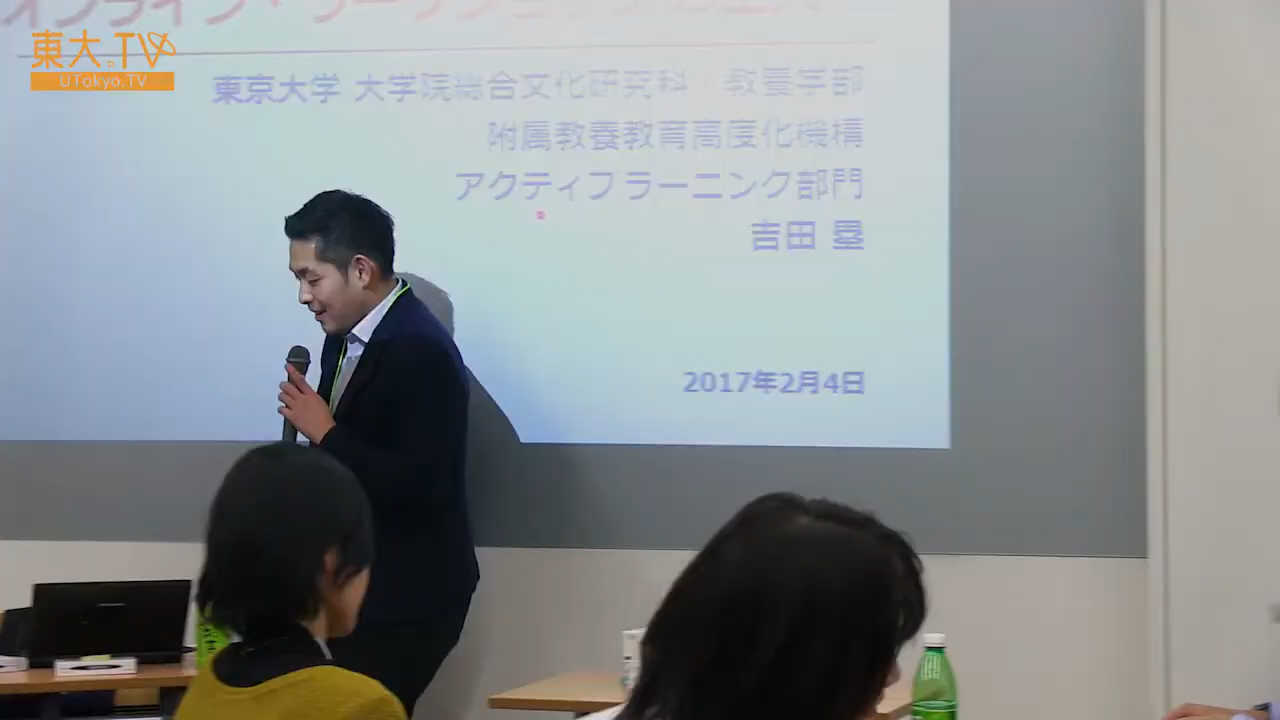 東大TV
UTokyo.TV
東京大学 大学院総合文化研究科・教養学部
附属教養教育高度化機構
アクティブラーニング部門
吉田 塁
2017年2月4日